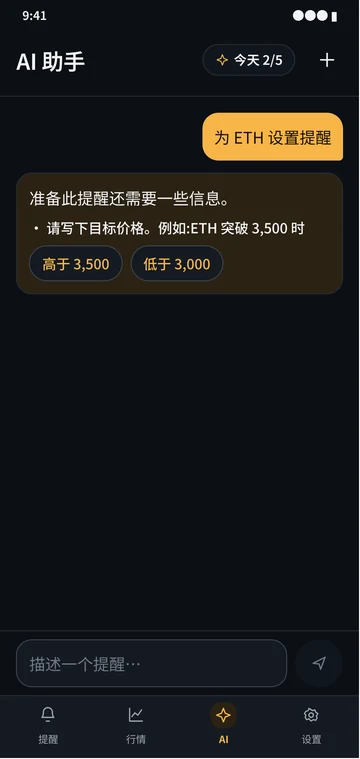 9:41
AI 助手
今天 2/5
为 ETH 设置提醒
准备此提醒还需要一些信息。
• 请写下目标价格。例如:ETH 突破 3,500 时
高于 3,500
低于 3,000
描述一个提醒…
提醒
行情
AI
设置